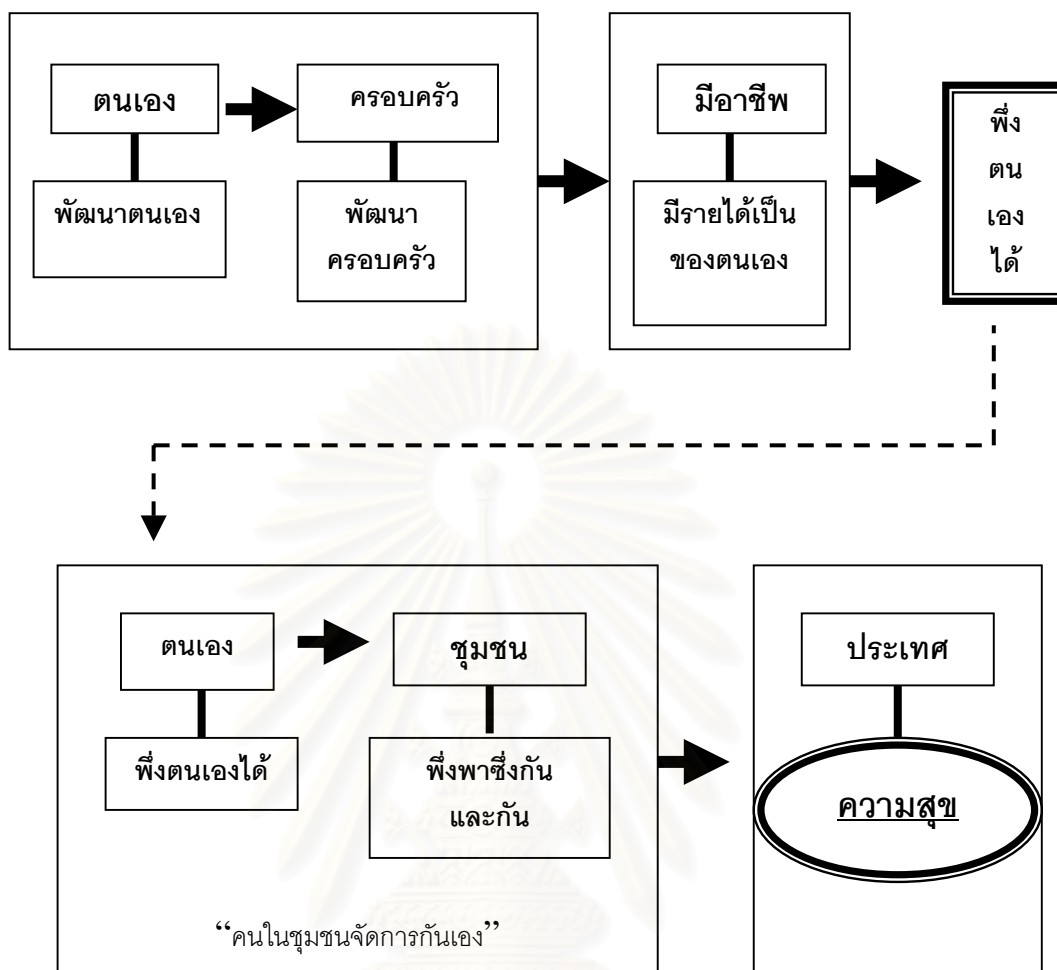 ตนเอง
ครอบครัว
พัฒนาตนเอง
พัฒนา
ครอบครัว
มีอาชีพ
มีรายได้เป็น
ของตนเอง
พึ่ง
ตน
เอง
ได้
ตนเอง
ชุมชน
พึ่งตนเองได้
พึ่งพาซึ่งกัน
และกัน
“คนในชุมชนจัดการกันเอง”
ประเทศ
ความสุข